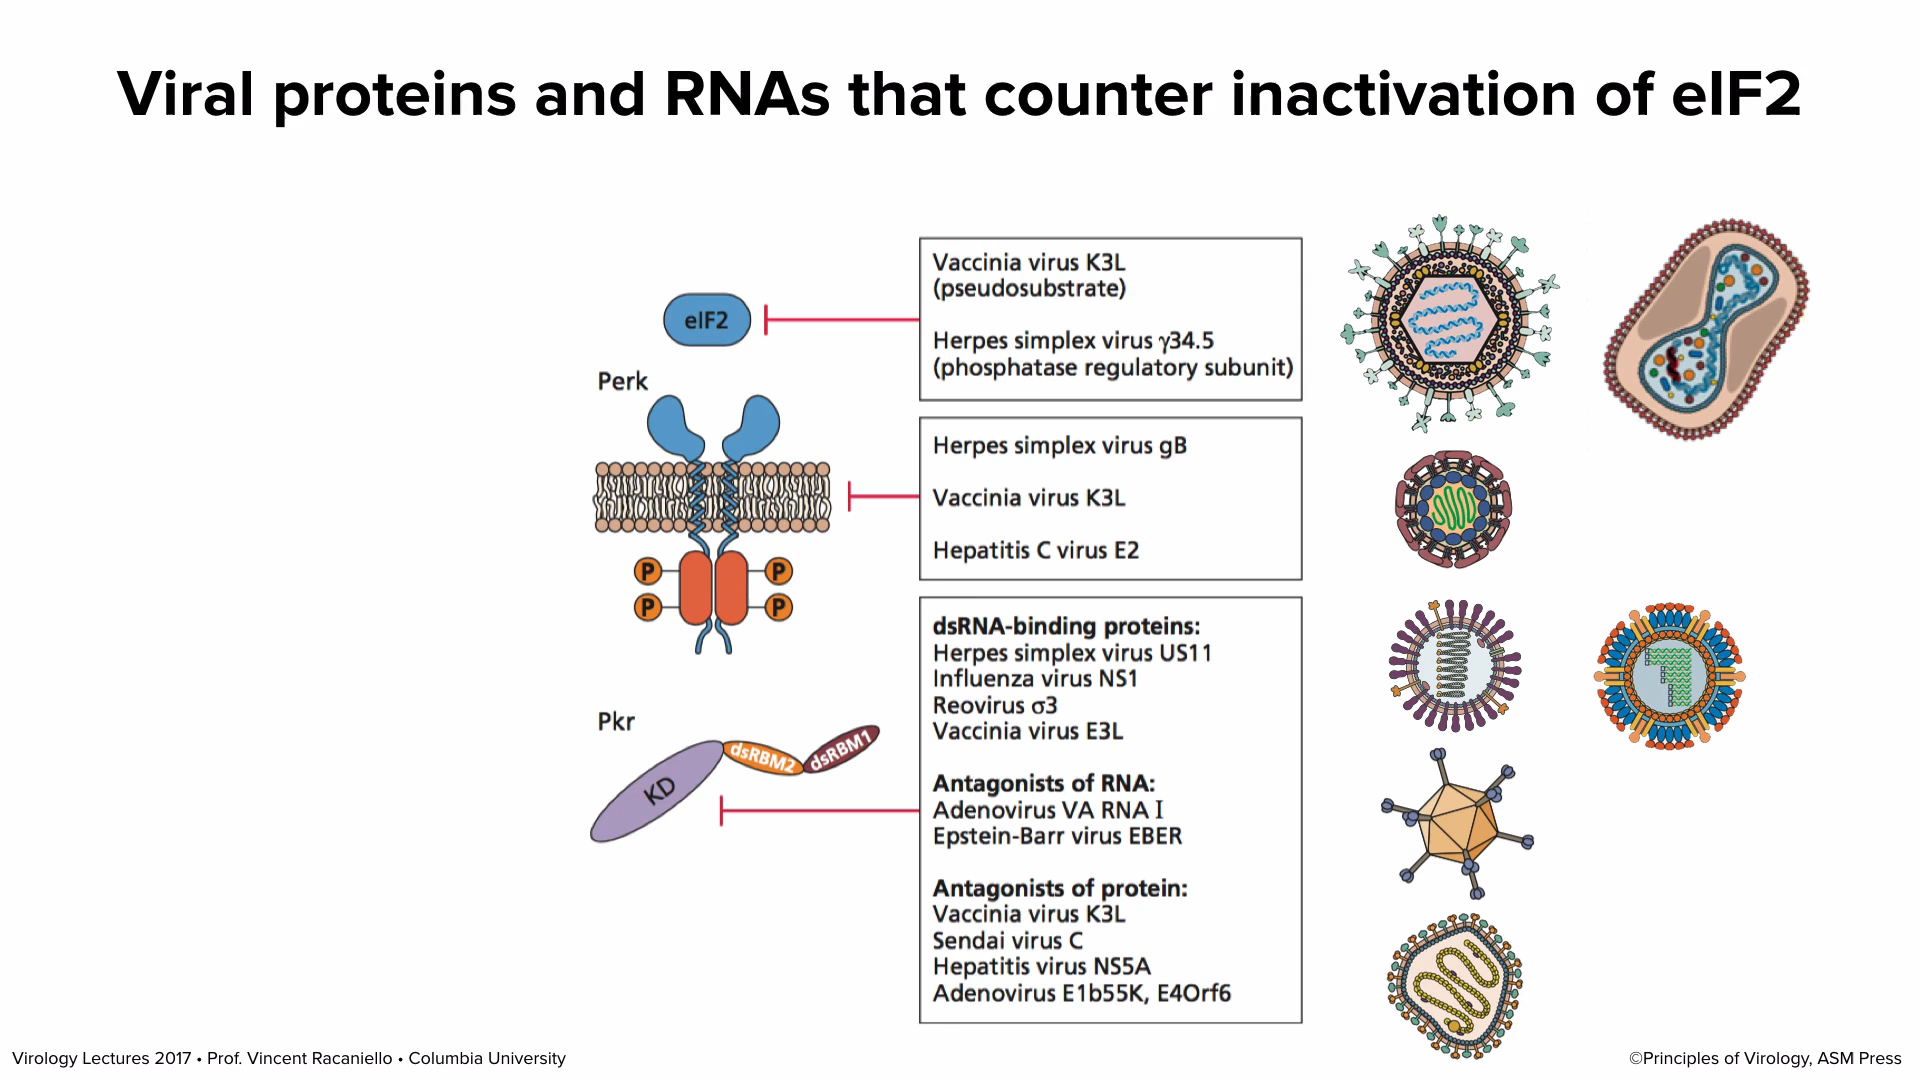 Viral proteins and RNAs that counter inactivation of eIF2
eIF2
Vaccinia virus K3L
(pseudosubstrate)
Herpes simplex virus γ34.5
(phosphatase regulatory subunit)
Perk
P
P
P
P
Herpes simplex virus gB
Vaccinia virus K3L
Hepatitis C virus E2
Pkr
KD
dsRBM2
dsRBM1
dsRNA-binding proteins:
Herpes simplex virus US11
Influenza virus NS1
Reovirus σ3
Vaccinia virus E3L
Antagonists of RNA:
Adenovirus VA RNA I
Epstein-Barr virus EBER
Antagonists of protein:
Vaccinia virus K3L
Sendai virus C
Hepatitis virus NS5A
Adenovirus E1b55K, E4Orf6
Virology Lectures 2017 • Prof. Vincent Racaniello • Columbia University
©Principles of Virology, ASM Press